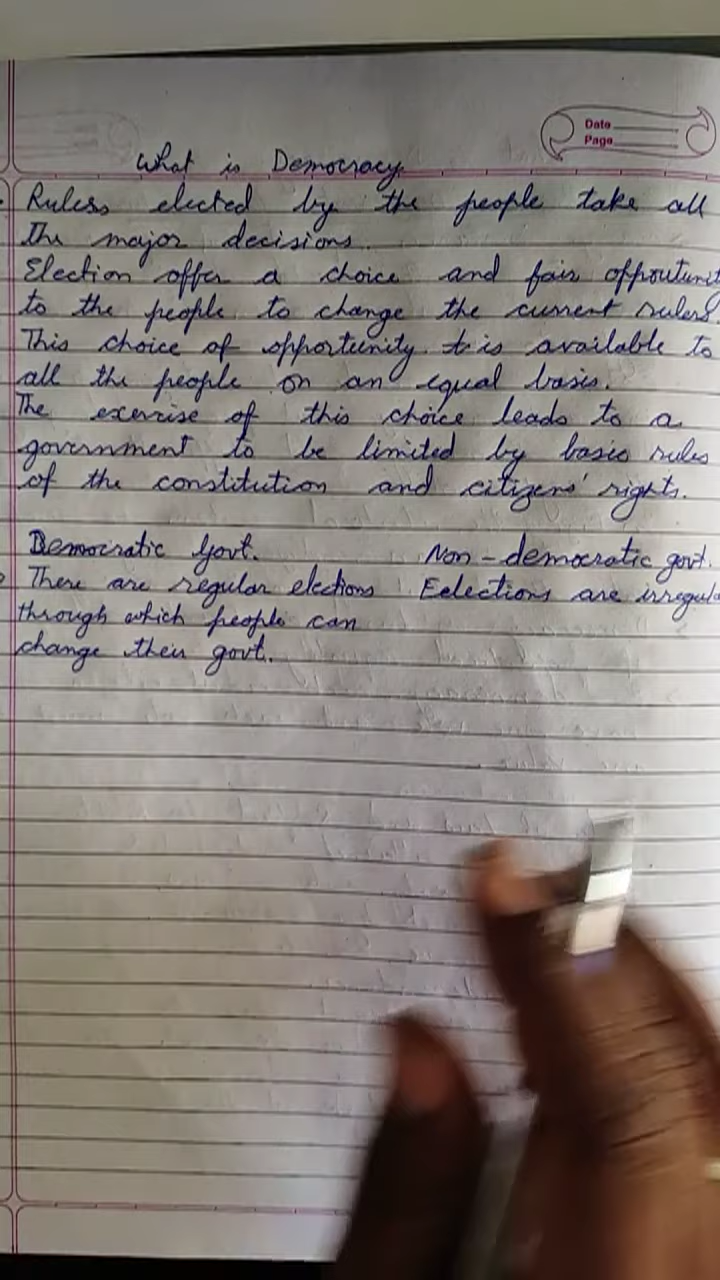 Date
Page
What is Democracy
Rulers elected by the people take all
the major decisions.
Election offer a choice and fair opportunit
to the people to change the current rulers.
This choice of opportunity is available to
all the people on an equal basis.
The exercise of this choice leads to a
government to be limited by basic rules
of the constitution and citizens' rights.
Democratic Govt. Non-democratic govt.
There are regular elections Eelections are irregula
through which people can
change their govt.